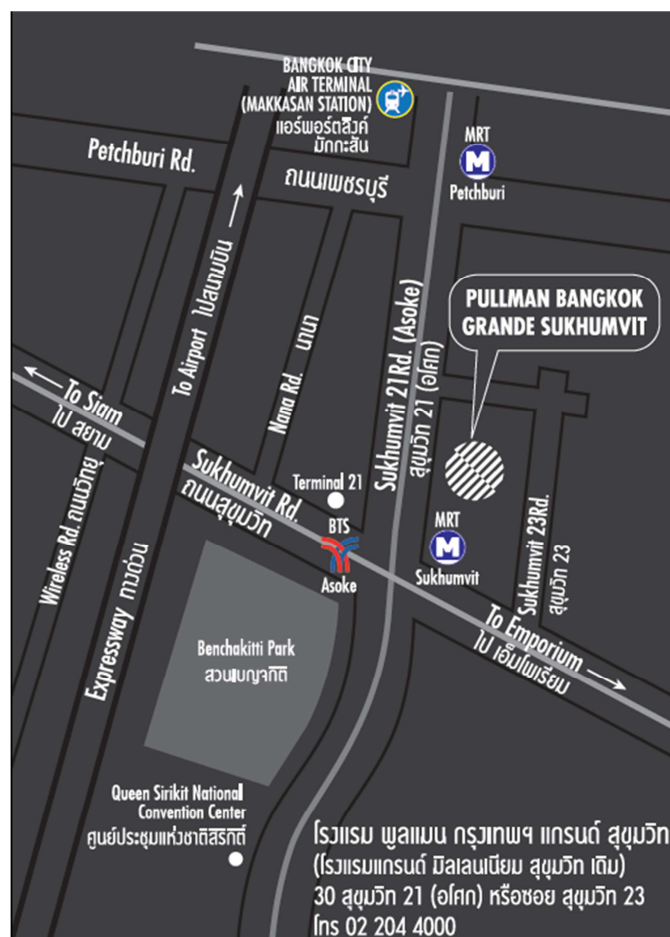 BANGKOK CITY
AIR TERMINAL
(MAKKASAN STATION)
แอร์พอร์ตลิงค์
มักกะสัน
MRT
M
Petchburi
Petchburi Rd.
ถนนเพชรบุรี
To Airport ไปสนามบิน
PULLMAN BANGKOK
GRANDE SUKHUMVIT
Sukhumvit 21Rd. (Asoke)
สุขุมวิท 21 (อโศก)
Nana Rd. นานา
To Siam
ไป สยาม
Sukhumvit Rd.
ถนนสุขุมวิท
Terminal 21
BTS
Asoke
MRT
M
Sukhumvit
Sukhumvit 23Rd.
สุขุมวิท 23
Wireless Rd. ถนนวิทยุ
Expressway ทางด่วน
To Emporium
ไป เอ็มโพเรียม
Benchakitti Park
สวนเบญจกิติ
Queen Sirikit National
Convention Center
ศูนย์ประชุมแห่งชาติสิริกิติ์
โรงแรม พูลแมน กรุงเทพฯ แกรนด์ สุขุมวิท
(โรงแรมแกรนด์ มิลเลนเนียม สุขุมวิท เดิม)
30 สุขุมวิท 21 (อโศก) หรือซอย สุขุมวิท 23
โทร 02 204 4000